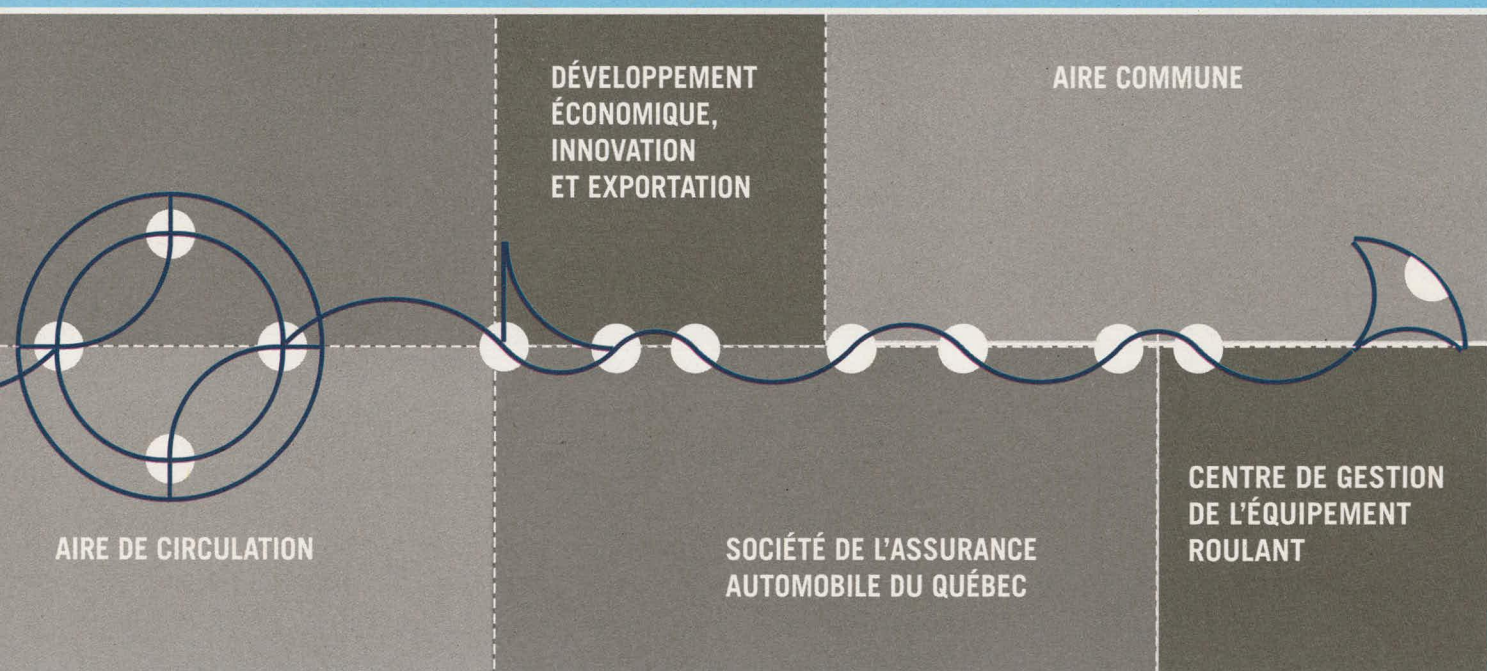 DÉVELOPPEMENT
ÉCONOMIQUE,
INNOVATION
ET EXPORTATION
AIRE COMMUNE
AIRE DE CIRCULATION
SOCIÉTÉ DE L'ASSURANCE
AUTOMOBILE DU QUÉBEC
CENTRE DE GESTION
DE L'ÉQUIPEMENT
ROULANT